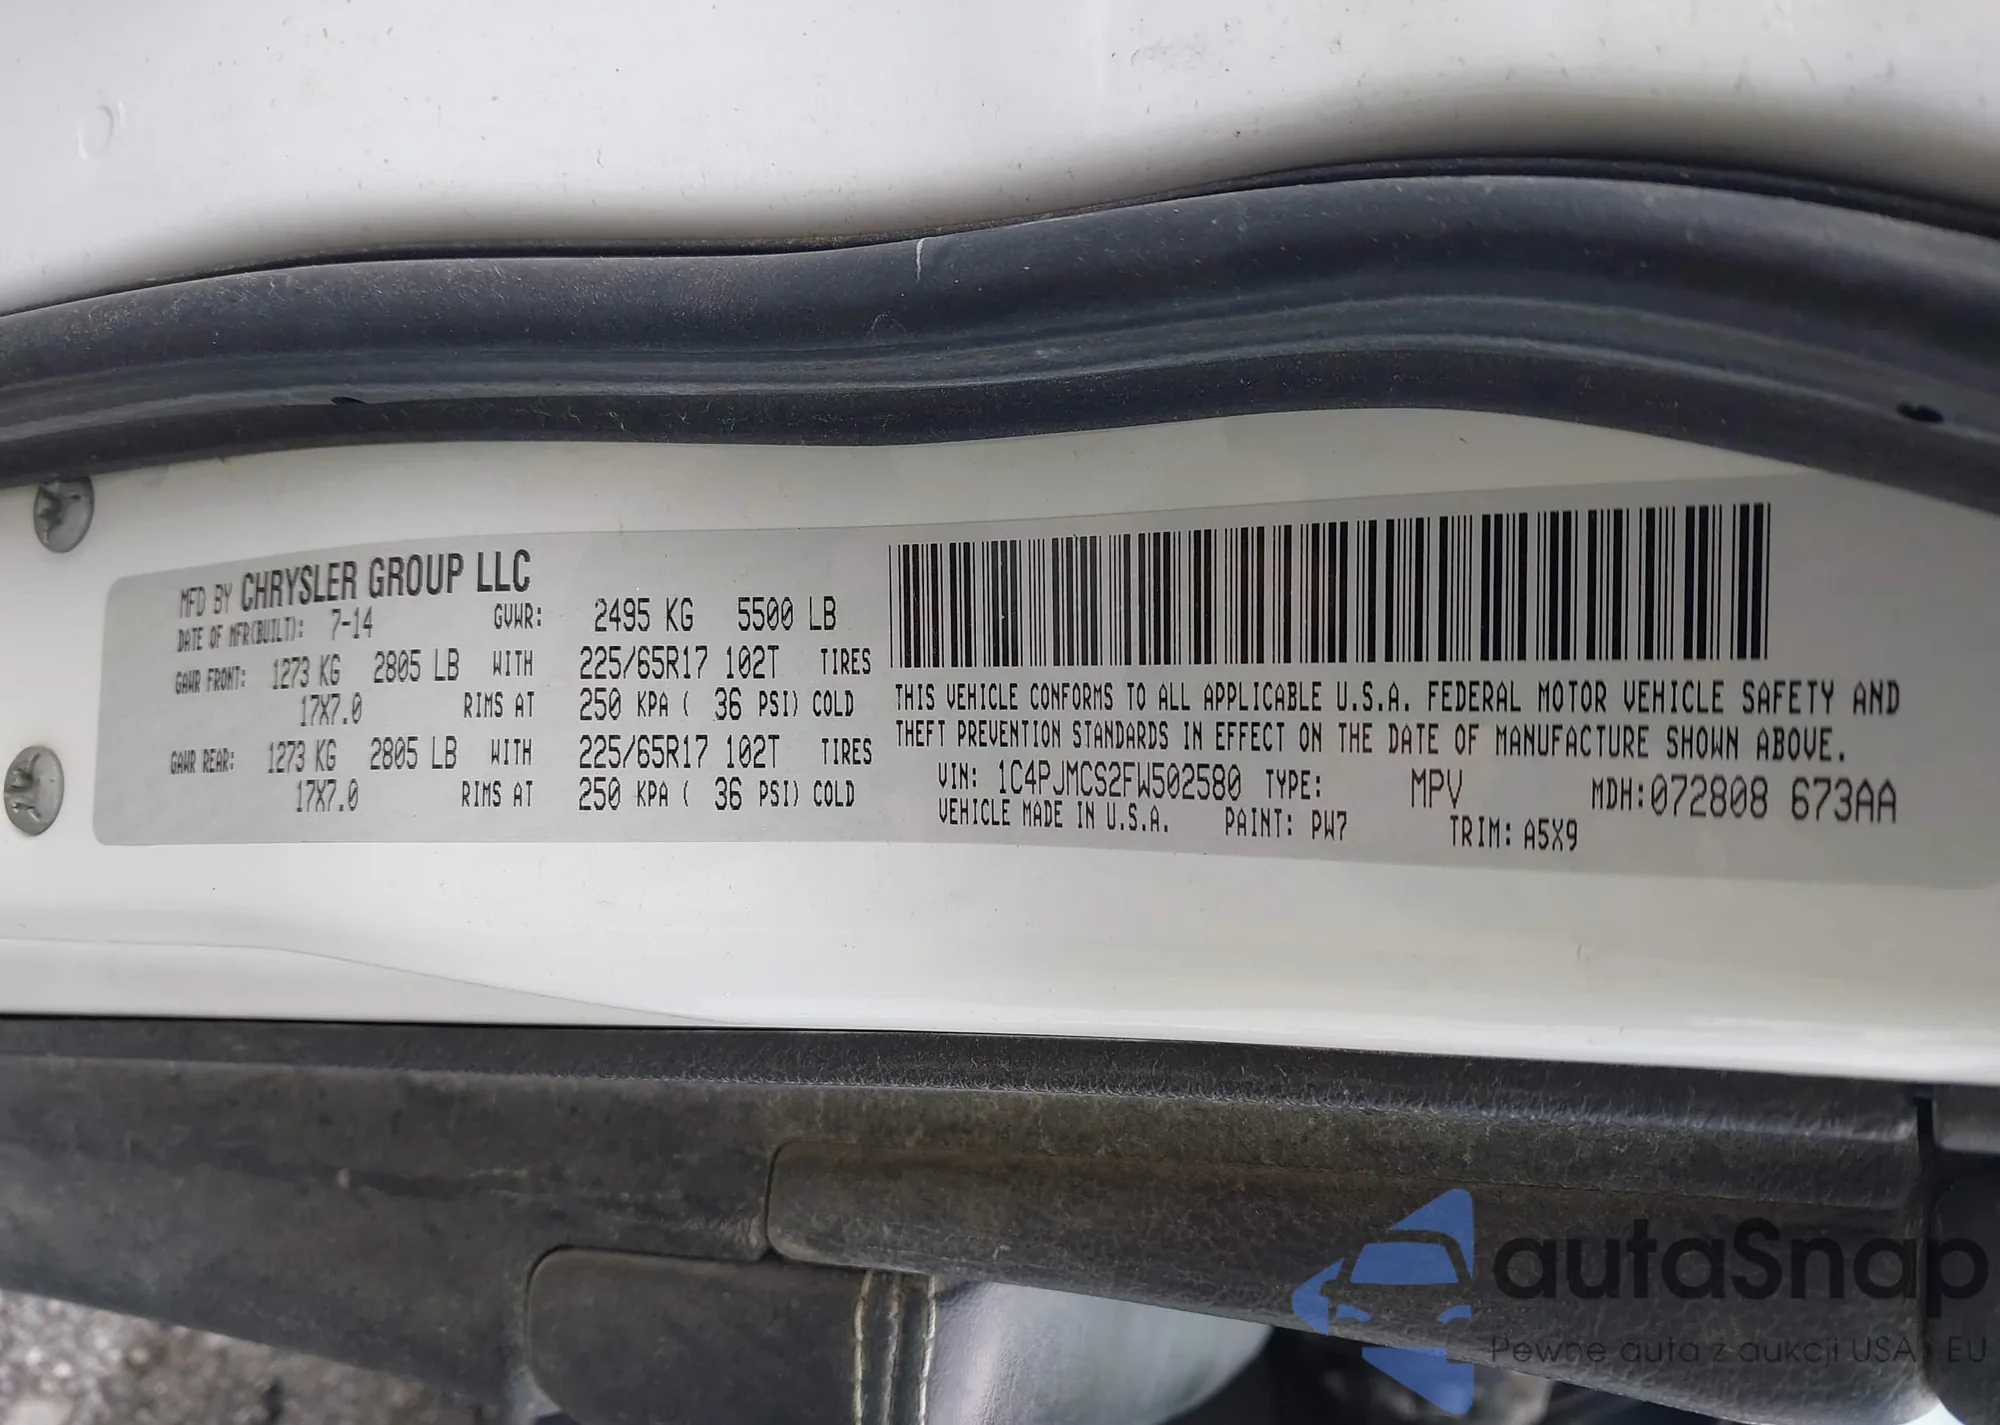 MFD BY CHRYSLER GROUP LLC
DATE OF MFR(BUILT): 7-14 GVWR: 2495 KG 5500 LB
GAWR FRONT: 1273 KG 2805 LB WITH 225/65R17 102T TIRES
17X7.0 RIMS AT 250 KPA ( 36 PSI) COLD
GAWR REAR: 1273 KG 2805 LB WITH 225/65R17 102T TIRES
17X7.0 RIMS AT 250 KPA ( 36 PSI) COLD
THIS VEHICLE CONFORMS TO ALL APPLICABLE U.S.A. FEDERAL MOTOR VEHICLE SAFETY AND
THEFT PREVENTION STANDARDS IN EFFECT ON THE DATE OF MANUFACTURE SHOWN ABOVE.
VIN: 1C4PJMCS2FW502580 TYPE: MPV MDH:072808 673AA
VEHICLE MADE IN U.S.A. PAINT: PW7 TRIM: A5X9
autaSnap
Pewne auta z aukcji USA i EU